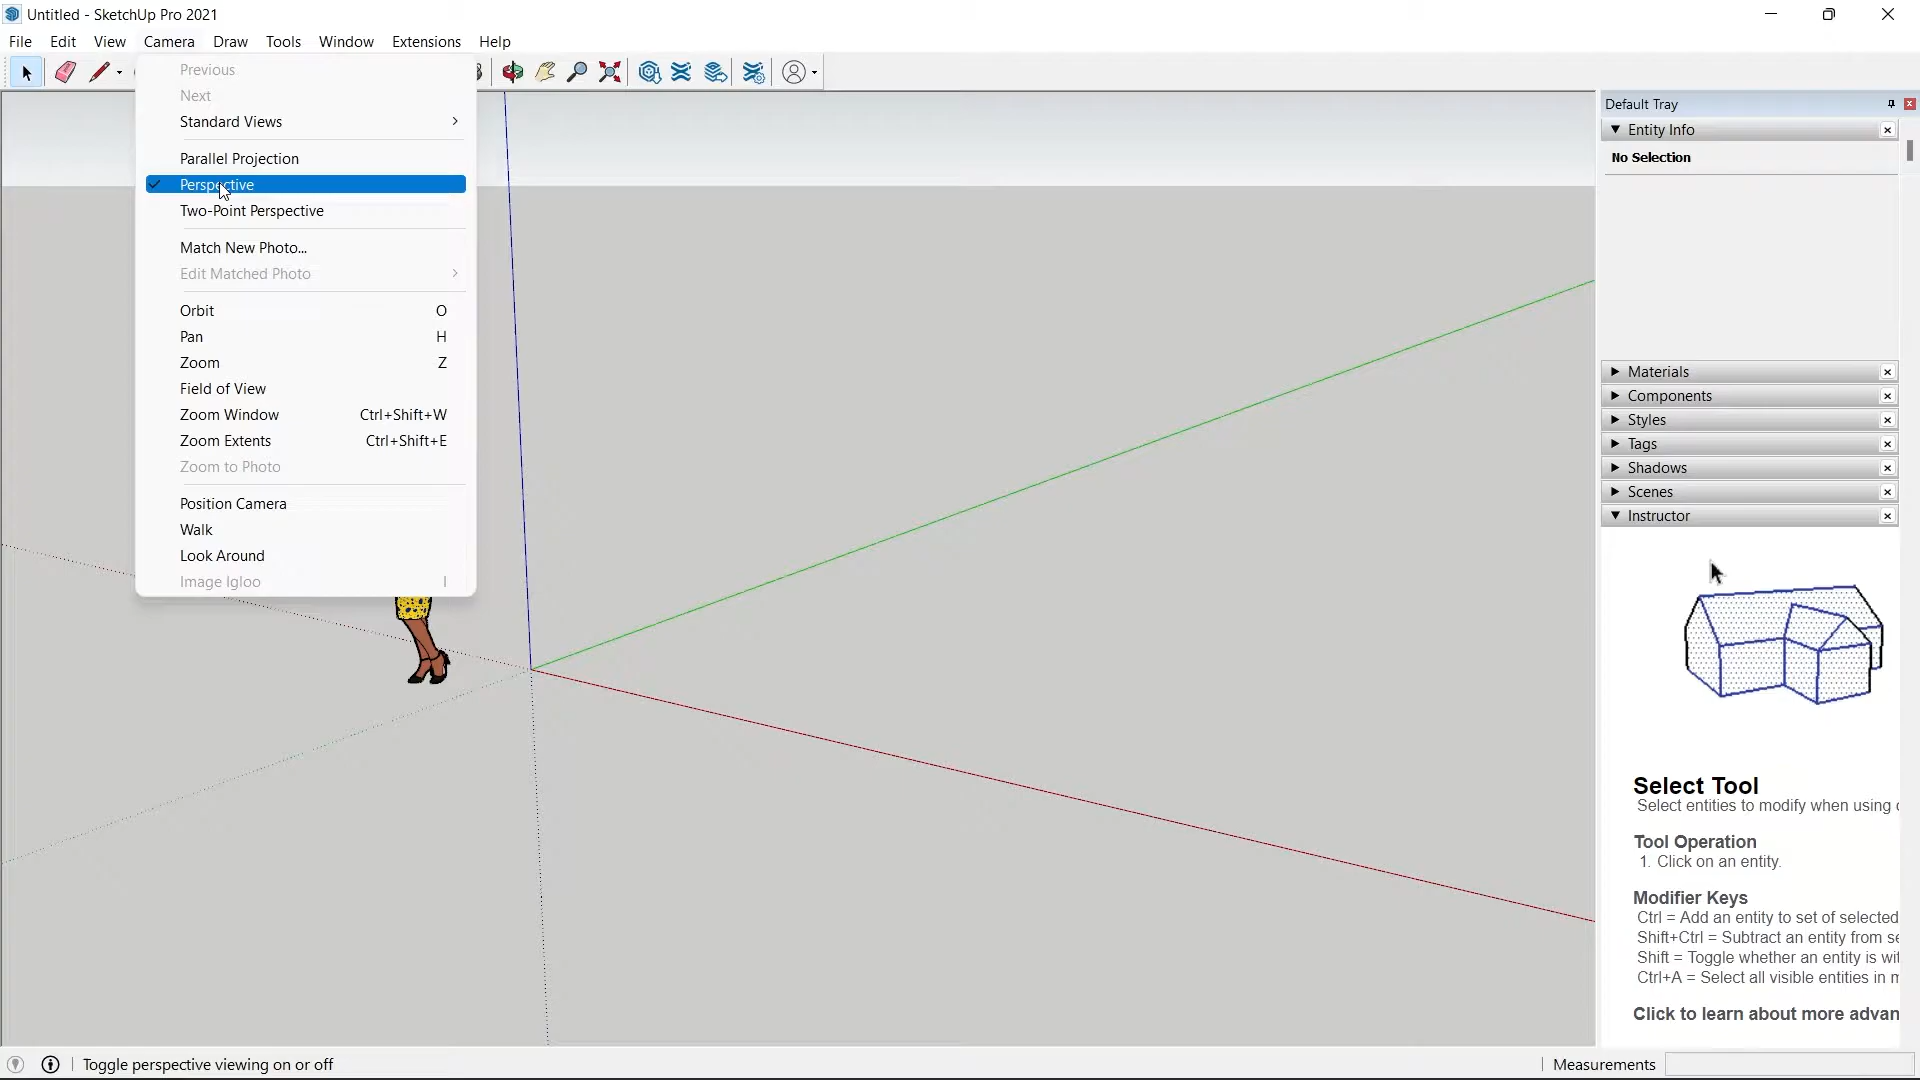 Untitled - SketchUp Pro 2021
File Edit View Camera Draw Tools Window Extensions Help
Previous
Next
Standard Views
Parallel Projection
Perspective
Two-Point Perspective
Match New Photo...
Edit Matched Photo
Orbit O
Pan H
Zoom Z
Field of View
Zoom Window Ctrl+Shift+W
Zoom Extents Ctrl+Shift+E
Zoom to Photo
Position Camera
Walk
Look Around
Image Igloo I
Default Tray
Entity Info
No Selection
Materials
Components
Styles
Tags
Shadows
Scenes
Instructor
Select Tool
Select entities to modify when using
Tool Operation
1. Click on an entity.
Modifier Keys
Ctrl = Add an entity to set of selected
Shift+Ctrl = Subtract an entity from se
Shift = Toggle whether an entity is wit
Ctrl+A = Select all visible entities in
Click to learn about more advan
Toggle perspective viewing on or off
Measurements